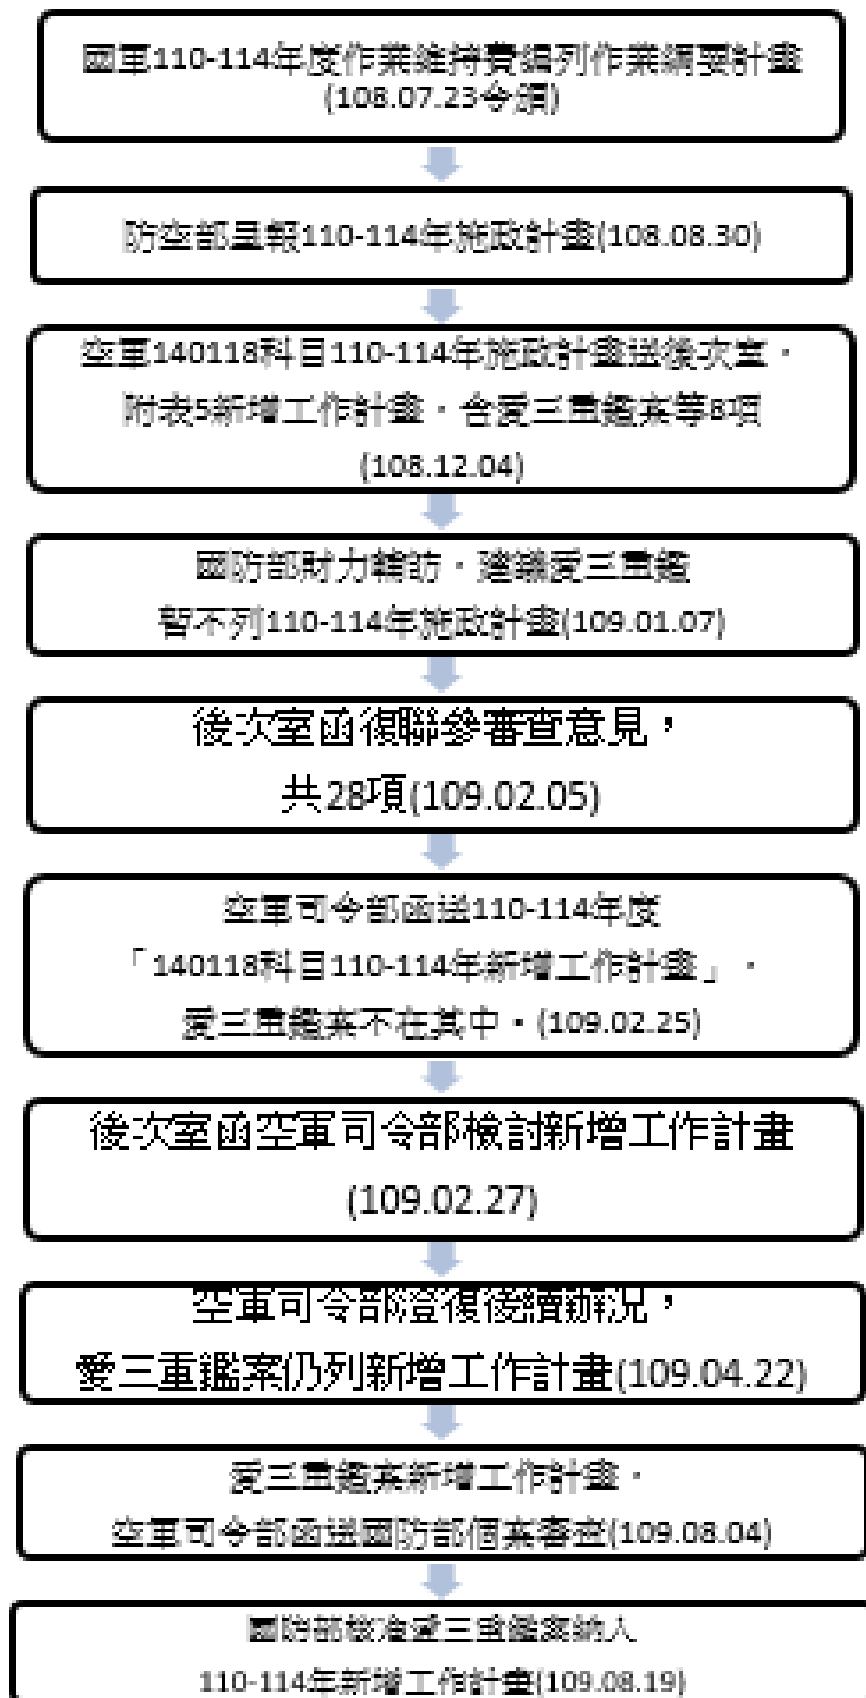 國軍110-114年度作業維持費編列作業綱要計畫
(108.07.23令頒)
防空部呈報110-114年施政計畫(108.08.30)
空軍140118科目110-114年施政計畫送後次室，
附表5新增工作計畫，含愛三重鑑案等8項
(108.12.04)
國防部財力輔訪，建議愛三重鑑
暫不列110-114年施政計畫(109.01.07)
後次室函復聯參審查意見，
共28項(109.02.05)
空軍司令部函送110-114年度
「140118科目110-114年新增工作計畫」，
愛三重鑑案不在其中。(109.02.25)
後次室函空軍司令部檢討新增工作計畫
(109.02.27)
空軍司令部澄復後續辦況，
愛三重鑑案仍列新增工作計畫(109.04.22)
愛三重鑑案新增工作計畫，
空軍司令部函送國防部個案審查(109.08.04)
國防部核准愛三重鑑案納入
110-114年新增工作計畫(109.08.19)